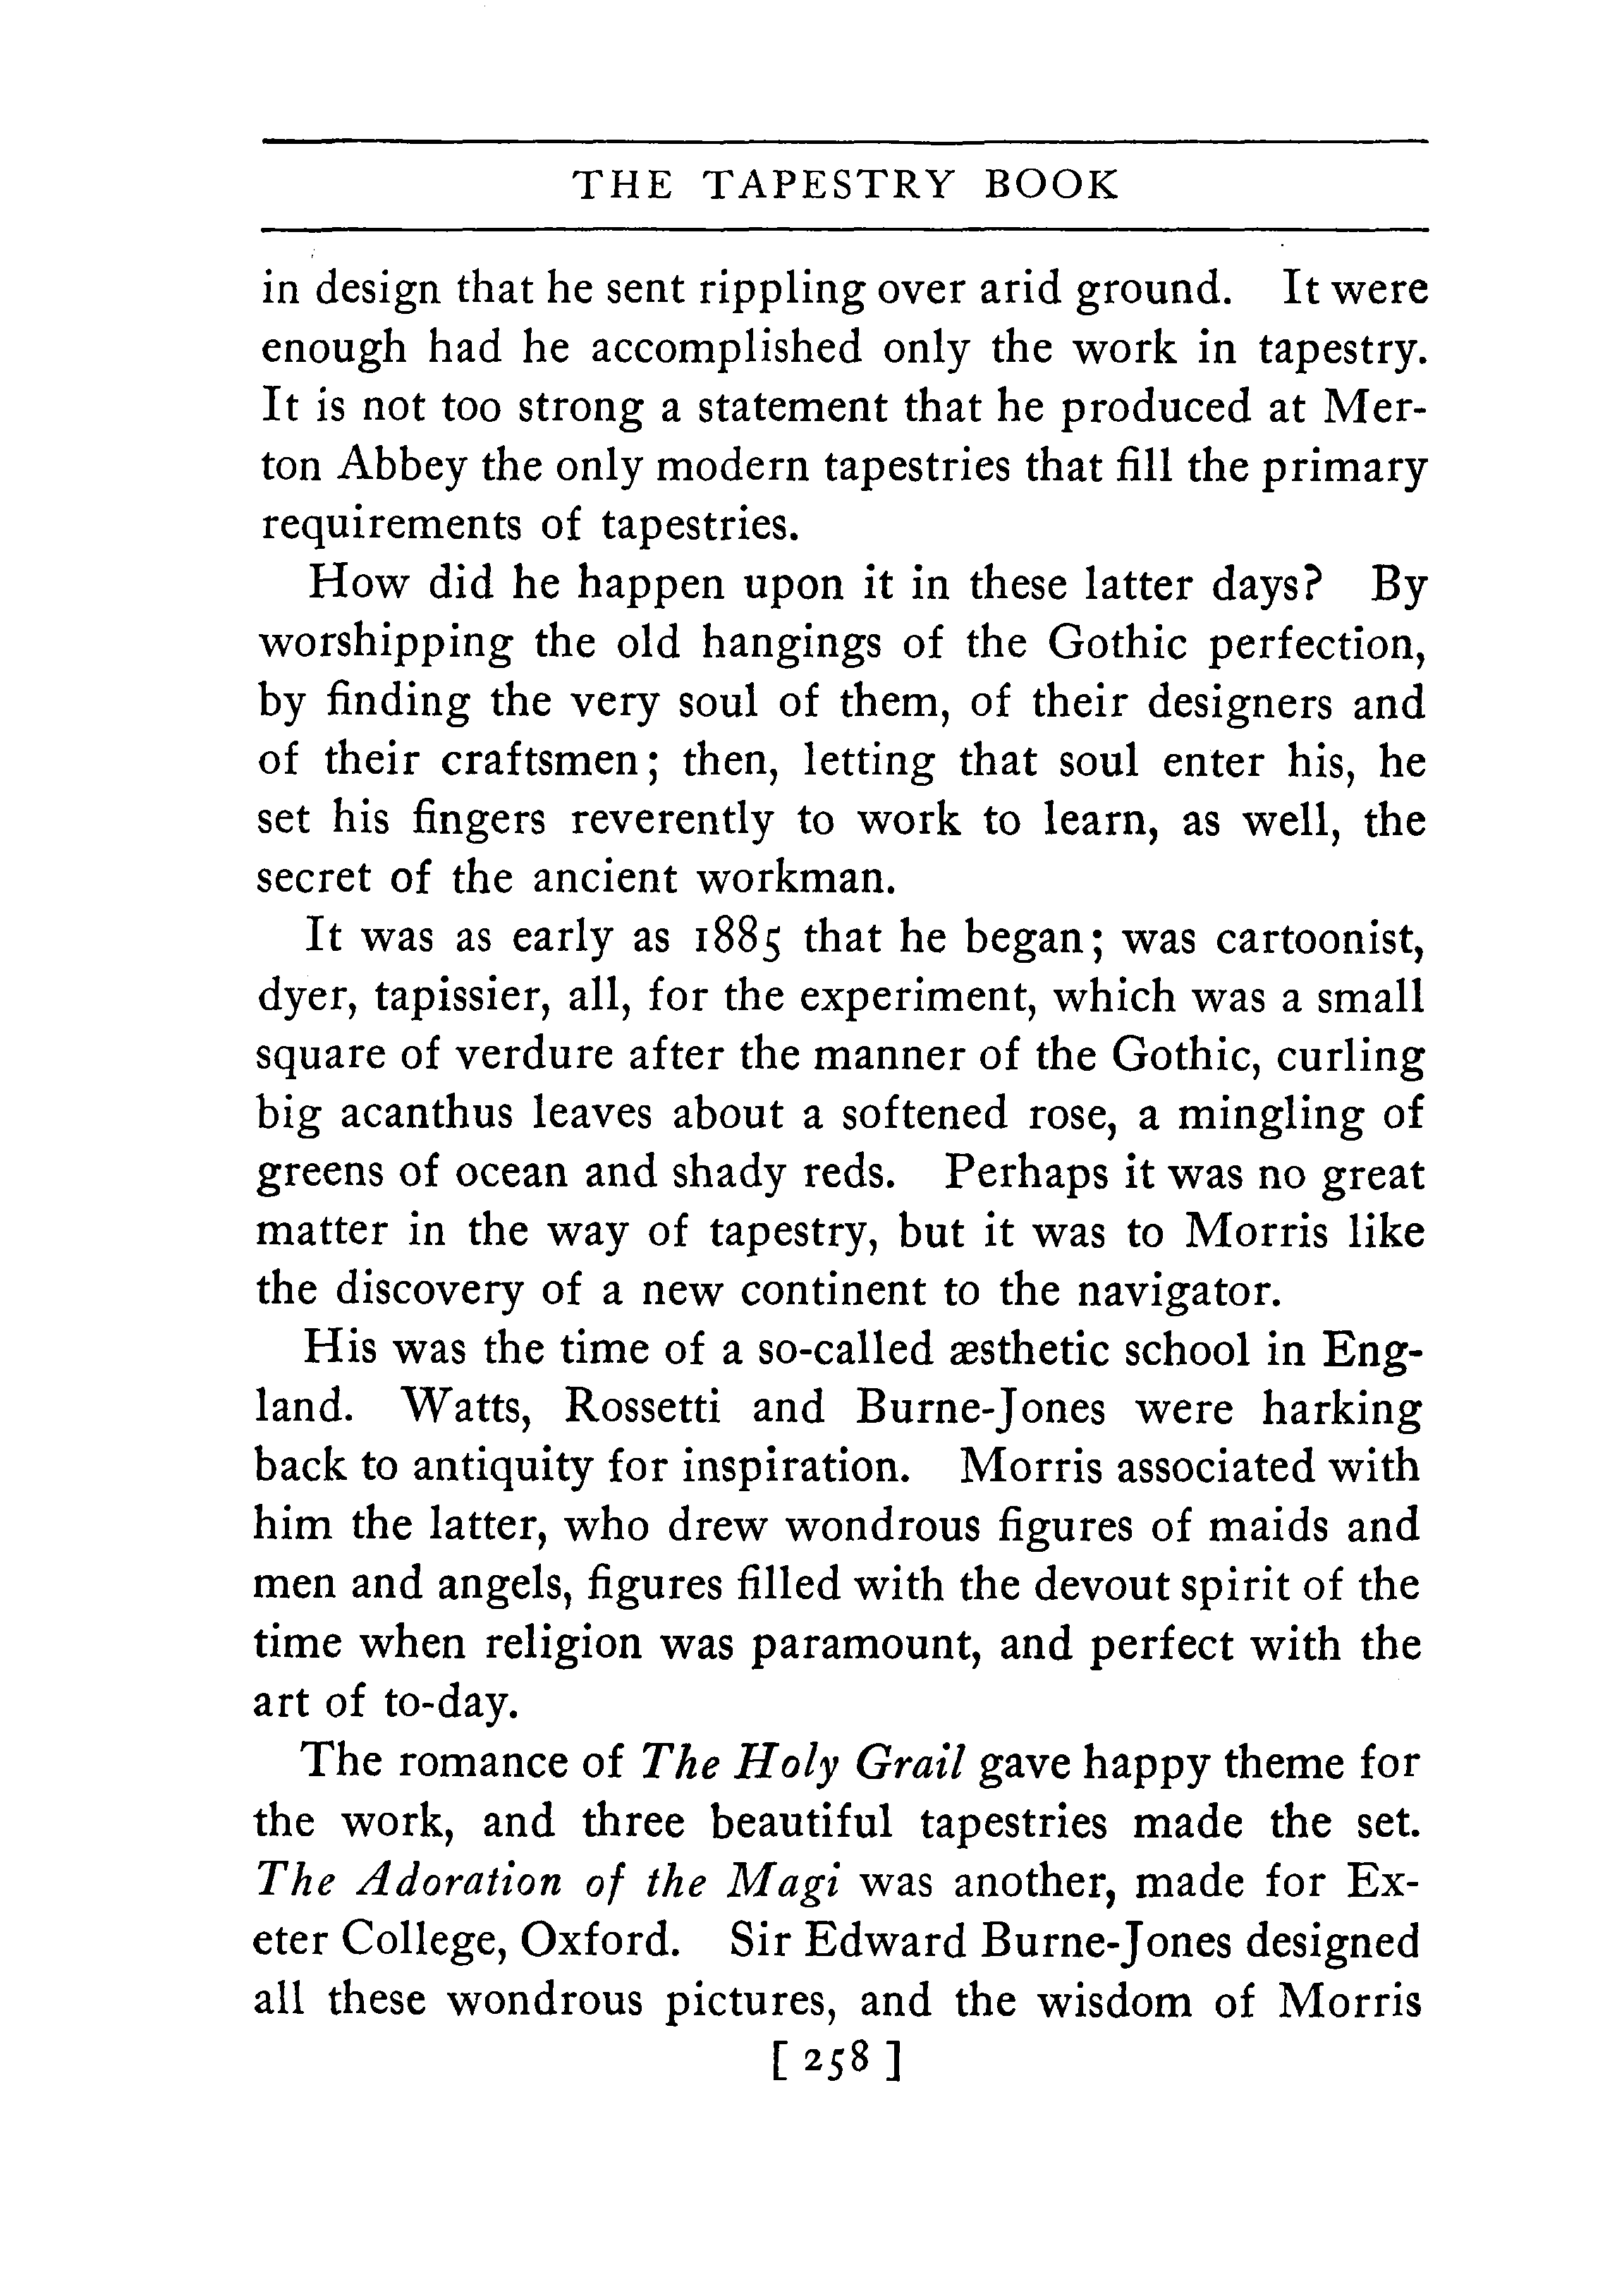 THE TAPESTRY BOOK
in design that he sent rippling over arid ground. It were
enough had he accomplished only the work in tapestry.
It is not too strong a statement that he produced at Mer-
ton Abbey the only modern tapestries that fill the primary
requirements of tapestries.
How did he happen upon it in these latter days? By
worshipping the old hangings of the Gothic perfection,
by finding the very soul of them, of their designers and
of their craftsmen; then, letting that soul enter his, he
set his fingers reverently to work to learn, as well, the
secret of the ancient workman.
It was as early as 1885 that he began; was cartoonist,
dyer, tapissier, all, for the experiment, which was a small
square of verdure after the manner of the Gothic, curling
big acanthus leaves about a softened rose, a mingling of
greens of ocean and shady reds. Perhaps it was no great
matter in the way of tapestry, but it was to Morris like
the discovery of a new continent to the navigator.
His was the time of a so-called æsthetic school in Eng-
land. Watts, Rossetti and Burne-Jones were harking
back to antiquity for inspiration. Morris associated with
him the latter, who drew wondrous figures of maids and
men and angels, figures filled with the devout spirit of the
time when religion was paramount, and perfect with the
art of to-day.
The romance of The Holy Grail gave happy theme for
the work, and three beautiful tapestries made the set.
The Adoration of the Magi was another, made for Ex-
eter College, Oxford. Sir Edward Burne-Jones designed
all these wondrous pictures, and the wisdom of Morris
[ 258 ]